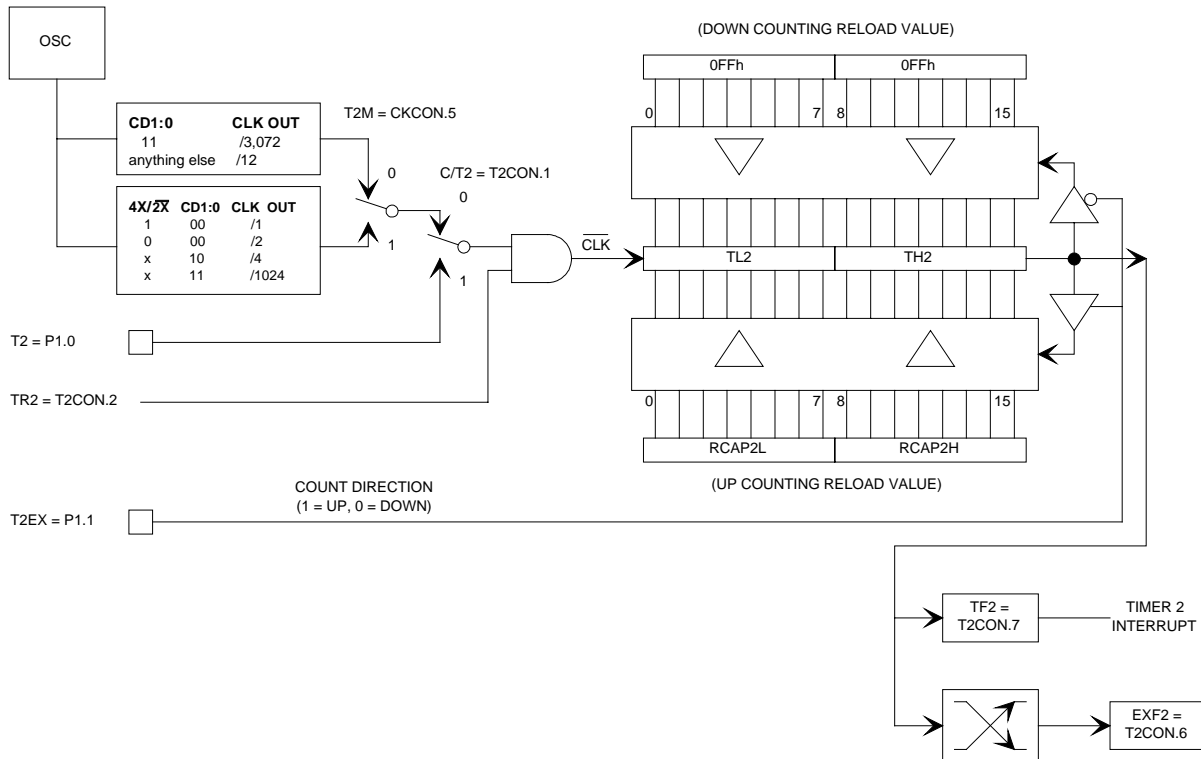 OSC
(DOWN COUNTING RELOAD VALUE)
0FFh 0FFh
0 7 8 15
CD1:0 CLK OUT
11 /3,072
anything else /12
T2M = CKCON.5
0
C/T2 = T2CON.1
0
4X/2X CD1:0 CLK OUT
1 00 /1
0 00 /2
x 10 /4
x 11 /1024
1
1
CLK
TL2 TH2
T2 = P1.0
TR2 = T2CON.2
0 7 8 15
RCAP2L RCAP2H
(UP COUNTING RELOAD VALUE)
COUNT DIRECTION
(1 = UP, 0 = DOWN)
T2EX = P1.1
TF2 =
T2CON.7
TIMER 2
INTERRUPT
EXF2 =
T2CON.6